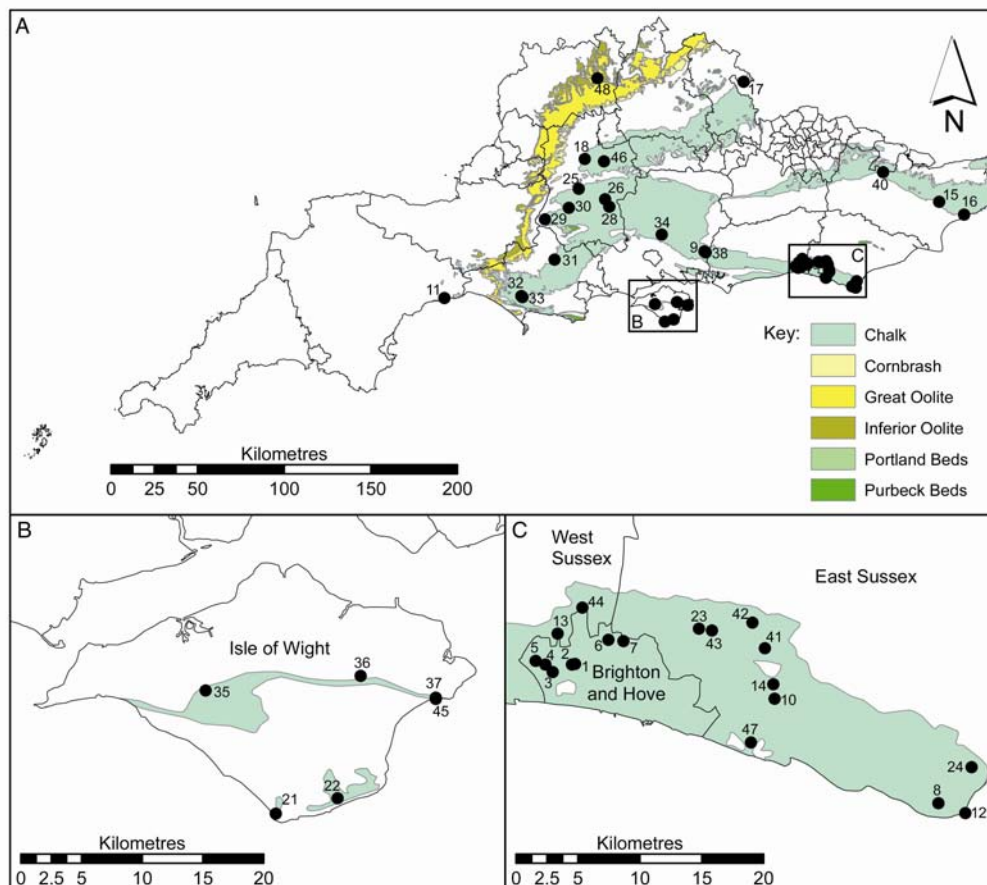 A
48
17
N
18
46
25
26
40
15
30
28
29
16
34
9
38
C
31
11
32
33
B
Key:
Chalk
Cornbrash
Great Oolite
Inferior Oolite
Portland Beds
Purbeck Beds
Kilometres
0 25 50 100 150 200
B
Isle of Wight
36
35
37
45
22
21
Kilometres
0 2.5 5 10 15 20
C
West
Sussex
East Sussex
44
13
23
43
42
6
7
41
5
4
2
1
3
Brighton
and Hove
14
10
47
24
8
12
Kilometres
0 2.5 5 10 15 20